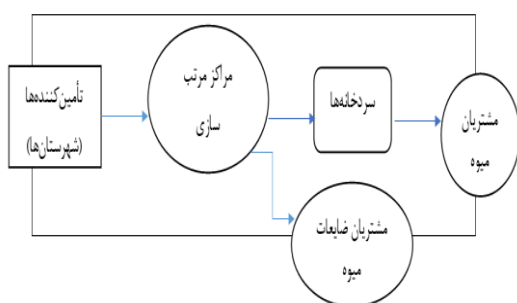 تأمین‌کننده‌ها
(شهرستان‌ها)
مراکز مرتب
سازی
سردخانه‌ها
مشتریان
میوه
مشتریان ضایعات
میوه